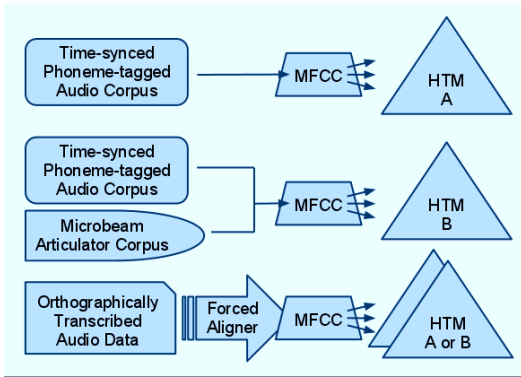 Time-synced
Phoneme-tagged
Audio Corpus
MFCC
HTM
A
Time-synced
Phoneme-tagged
Audio Corpus
Microbeam
Articulator Corpus
MFCC
HTM
B
Orthographically
Transcribed
Audio Data
Forced
Aligner
MFCC
HTM
A or B